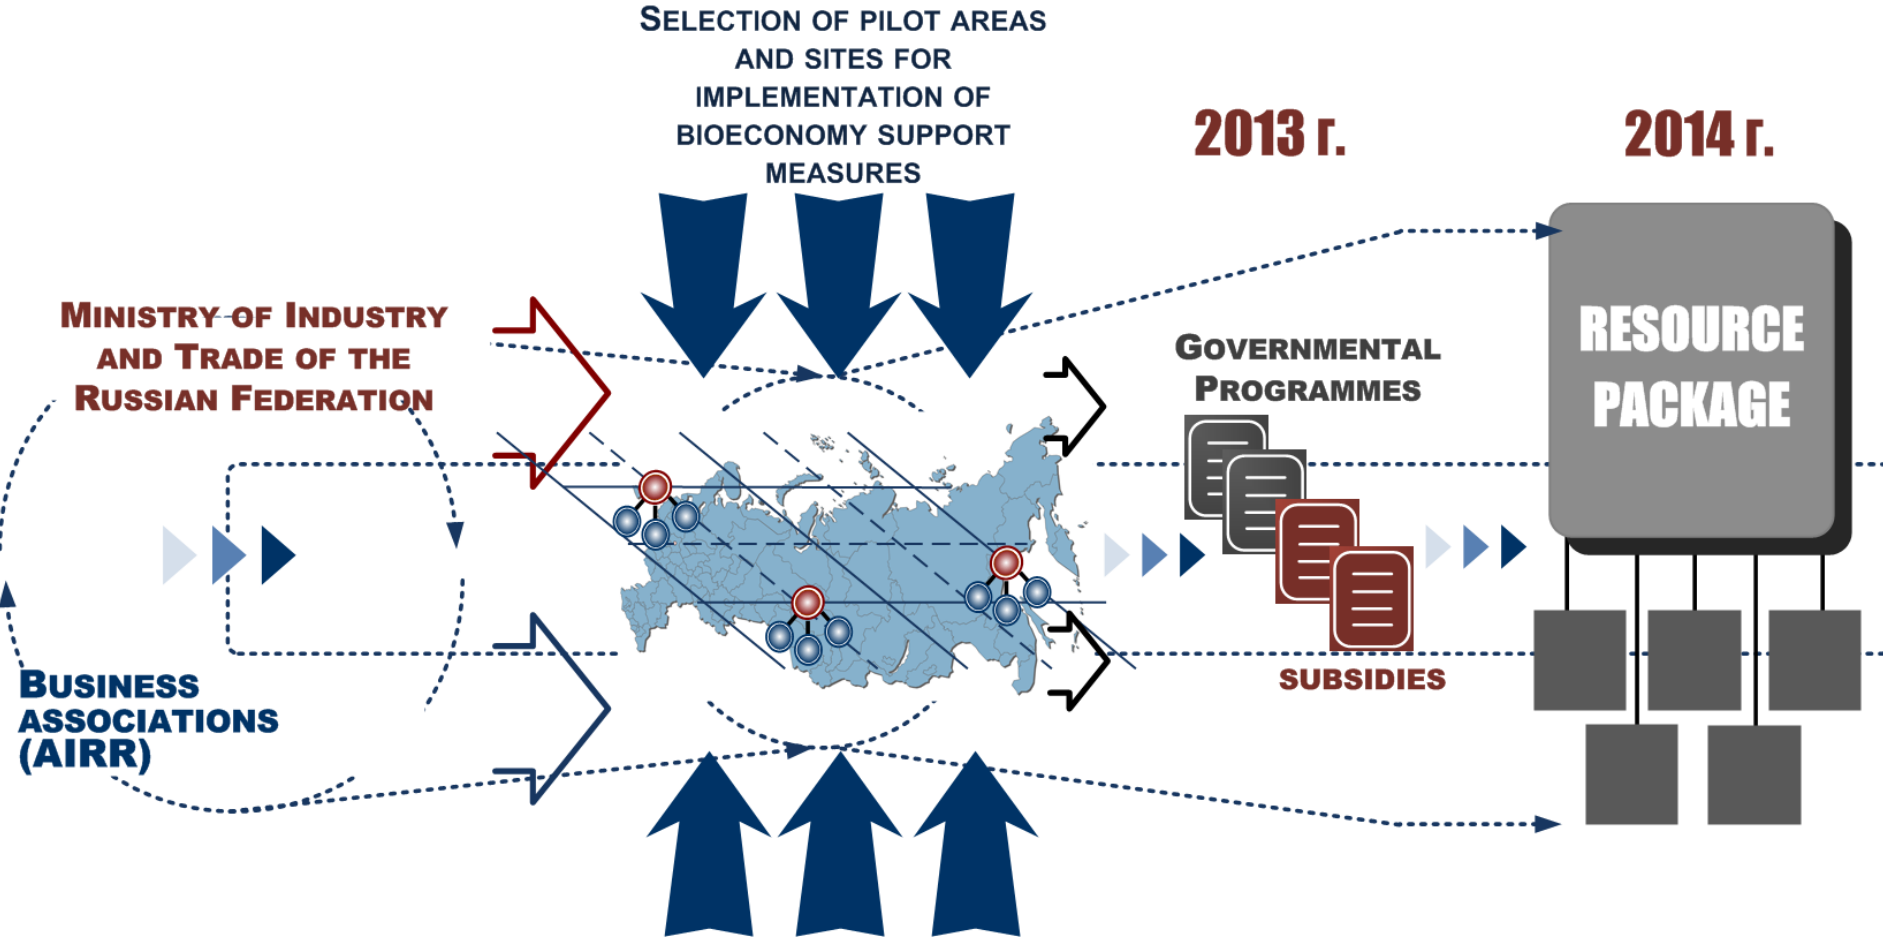 SELECTION OF PILOT AREAS
AND SITES FOR
IMPLEMENTATION OF
BIOECONOMY SUPPORT
MEASURES
2013 г.
2014 г.
MINISTRY OF INDUSTRY
AND TRADE OF THE
RUSSIAN FEDERATION
GOVERNMENTAL
PROGRAMMES
RESOURCE
PACKAGE
BUSINESS
ASSOCIATIONS
(AIRR)
SUBSIDIES